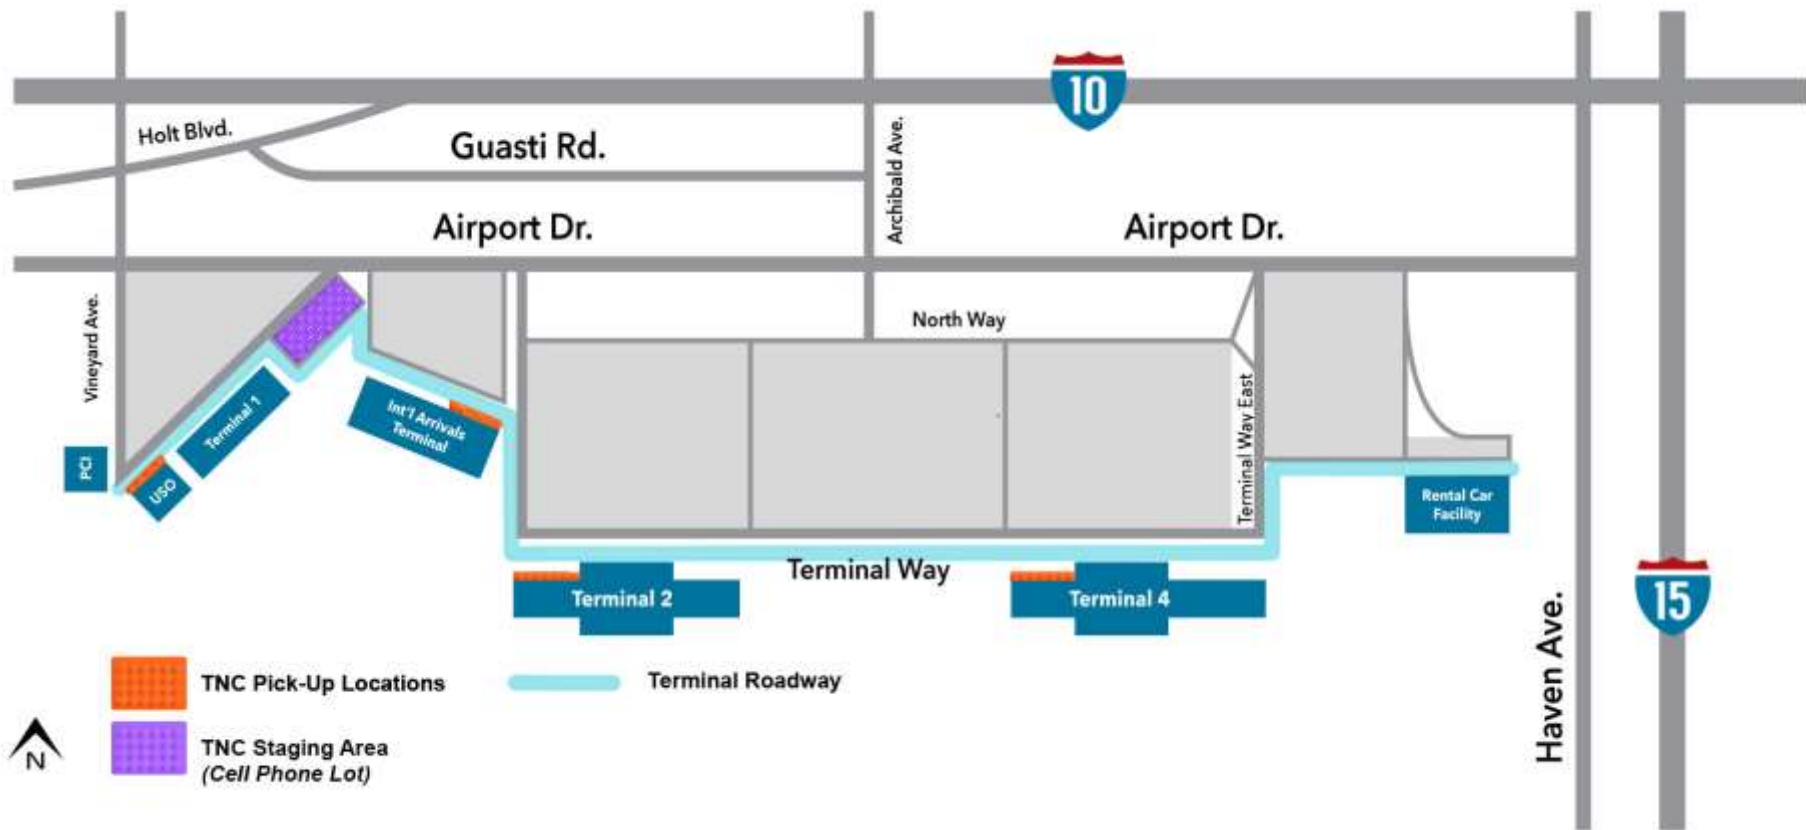 10
Holt Blvd.
Guasti Rd.
Archibald Ave.
Airport Dr.
Airport Dr.
Vineyard Ave.
North Way
Terminal 1
Int'l Arrivals
Terminal
Terminal Way East
PCI
USO
Rental Car
Facility
Terminal Way
Terminal 2
Terminal 4
15
Haven Ave.
TNC Pick-Up Locations
Terminal Roadway
TNC Staging Area
(Cell Phone Lot)
N